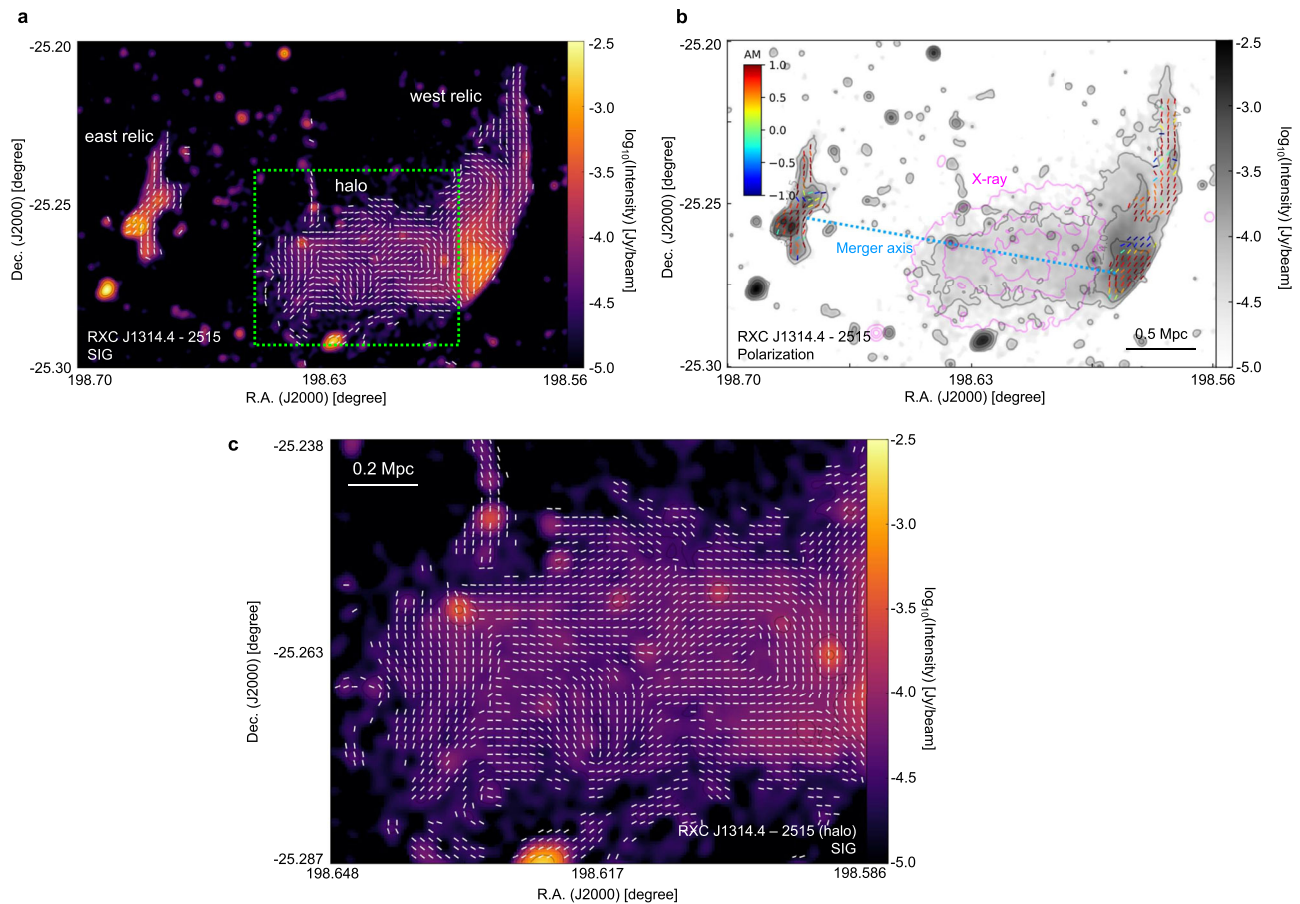 a
-25.20
-25.25
-25.30
Dec. (J2000) [degree]
east relic
west relic
halo
RXC J1314.4 - 2515
SIG
198.70
198.63
198.56
R.A. (J2000) [degree]
-2.5
-3.0
-3.5
-4.0
-4.5
-5.0
log10(Intensity) [Jy/beam]
b
-25.20
-25.25
-25.30
Dec. (J2000) [degree]
AM
1.0
0.5
0.0
−0.5
−1.0
X-ray
Merger axis
RXC J1314.4 - 2515
Polarization
0.5 Mpc
198.70
198.63
198.56
R.A. (J2000) [degree]
-2.5
-3.0
-3.5
-4.0
-4.5
-5.0
log10(Intensity) [Jy/beam]
c
-25.238
-25.263
-25.287
Dec. (J2000) [degree]
0.2 Mpc
RXC J1314.4 – 2515 (halo)
SIG
198.648
198.617
198.586
R.A. (J2000) [degree]
-2.5
-3.0
-3.5
-4.0
-4.5
-5.0
log10(Intensity) [Jy/beam]